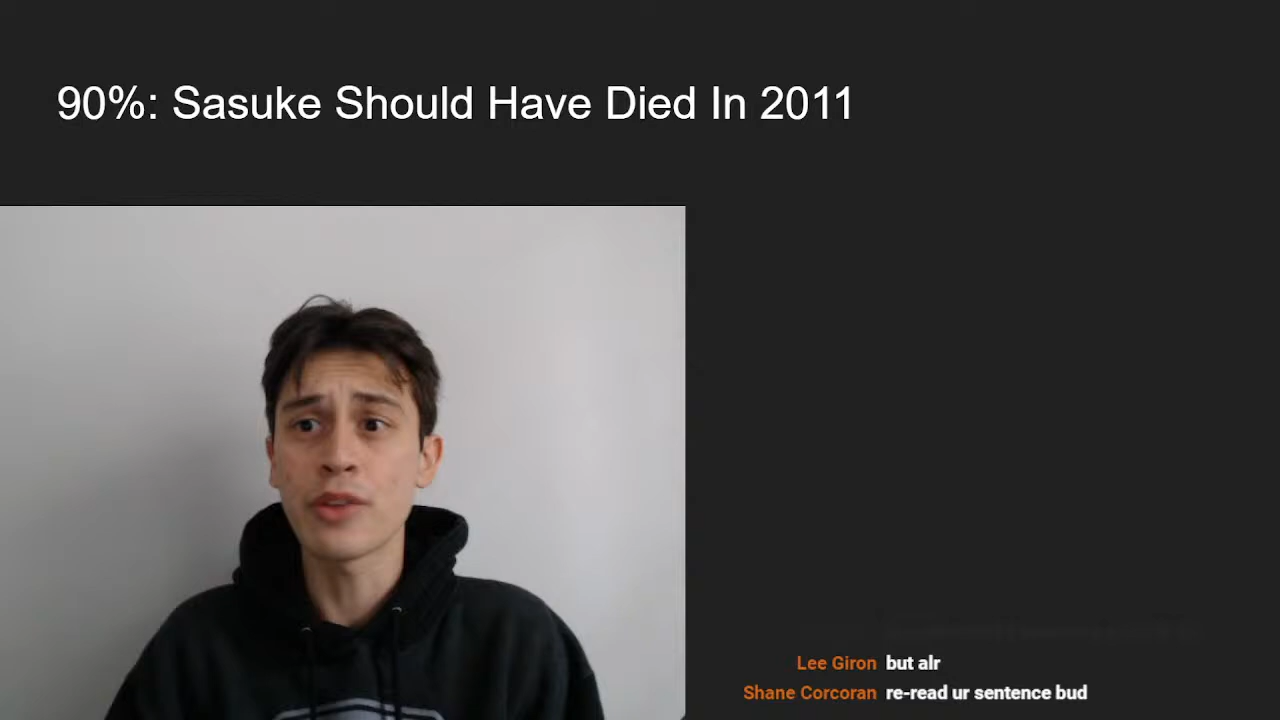 90%: Sasuke Should Have Died In 2011
Lee Giron but alr
Shane Corcoran re-read ur sentence bud